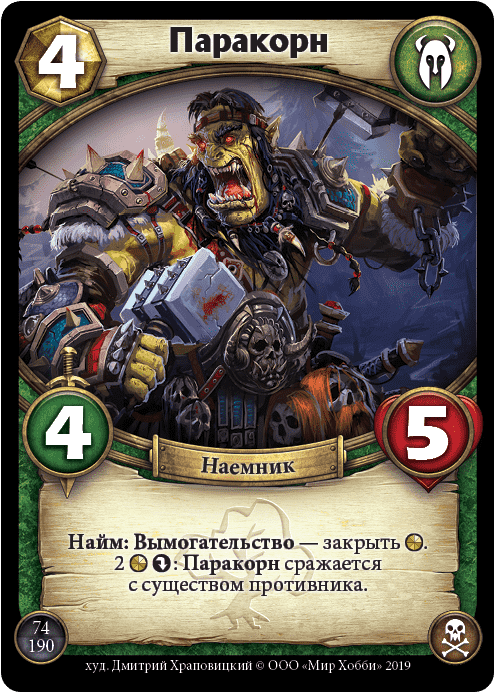 4
Паракорн
4
5
Наемник
Найм: Вымогательство — закрыть .
2 : Паракорн сражается
с существом противника.
74
190
худ. Дмитрий Храповицкий © ООО «Мир Хобби» 2019